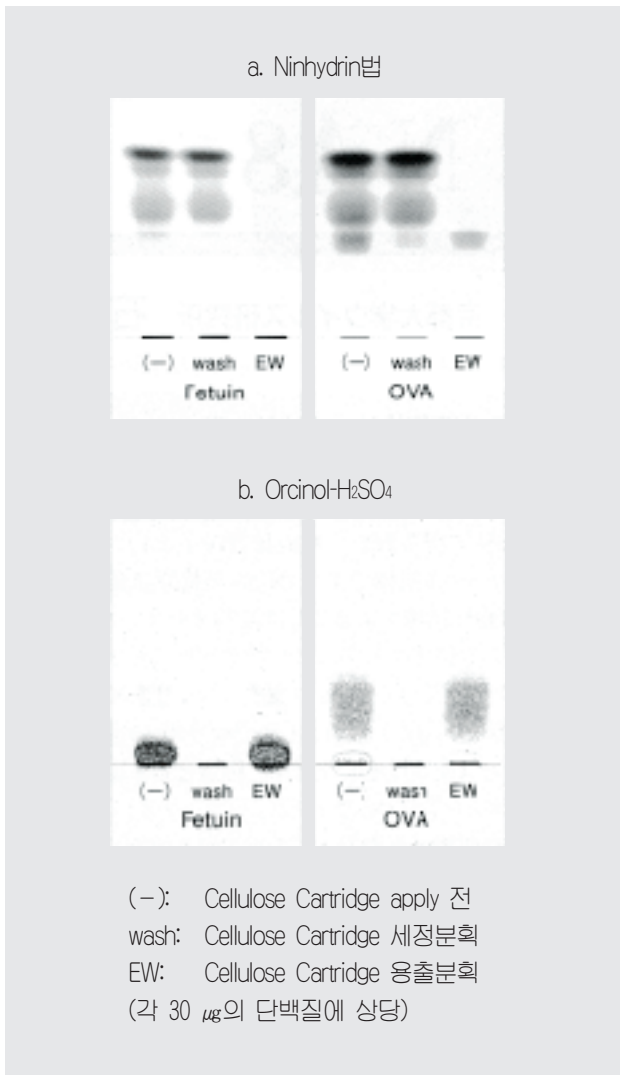 a. Ninhydrin법
(−) wash EW (−) wash EW
Fetuin OVA
b. Orcinol-H₂SO₄
(−) wash EW (−) wash EW
Fetuin OVA
(−): Cellulose Cartridge apply 전
wash: Cellulose Cartridge 세정분획
EW: Cellulose Cartridge 용출분획
(각 30 ㎍의 단백질에 상당)